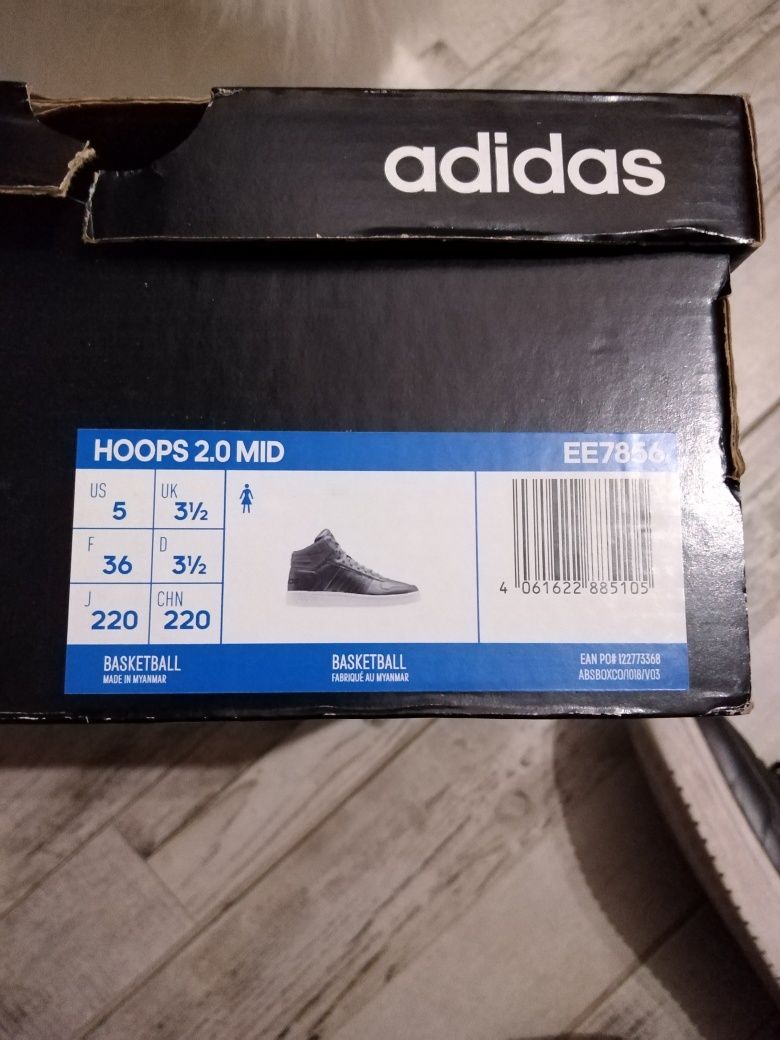 adidas
HOOPS 2.0 MID EE7856
US 5 UK 3½
F 36 D 3½
J 220 CHN 220
4 061622 885105
BASKETBALL
MADE IN MYANMAR
BASKETBALL
FABRIQUÉ AU MYANMAR
EAN PO# 122773368
ABSBOXCO/1018/V03